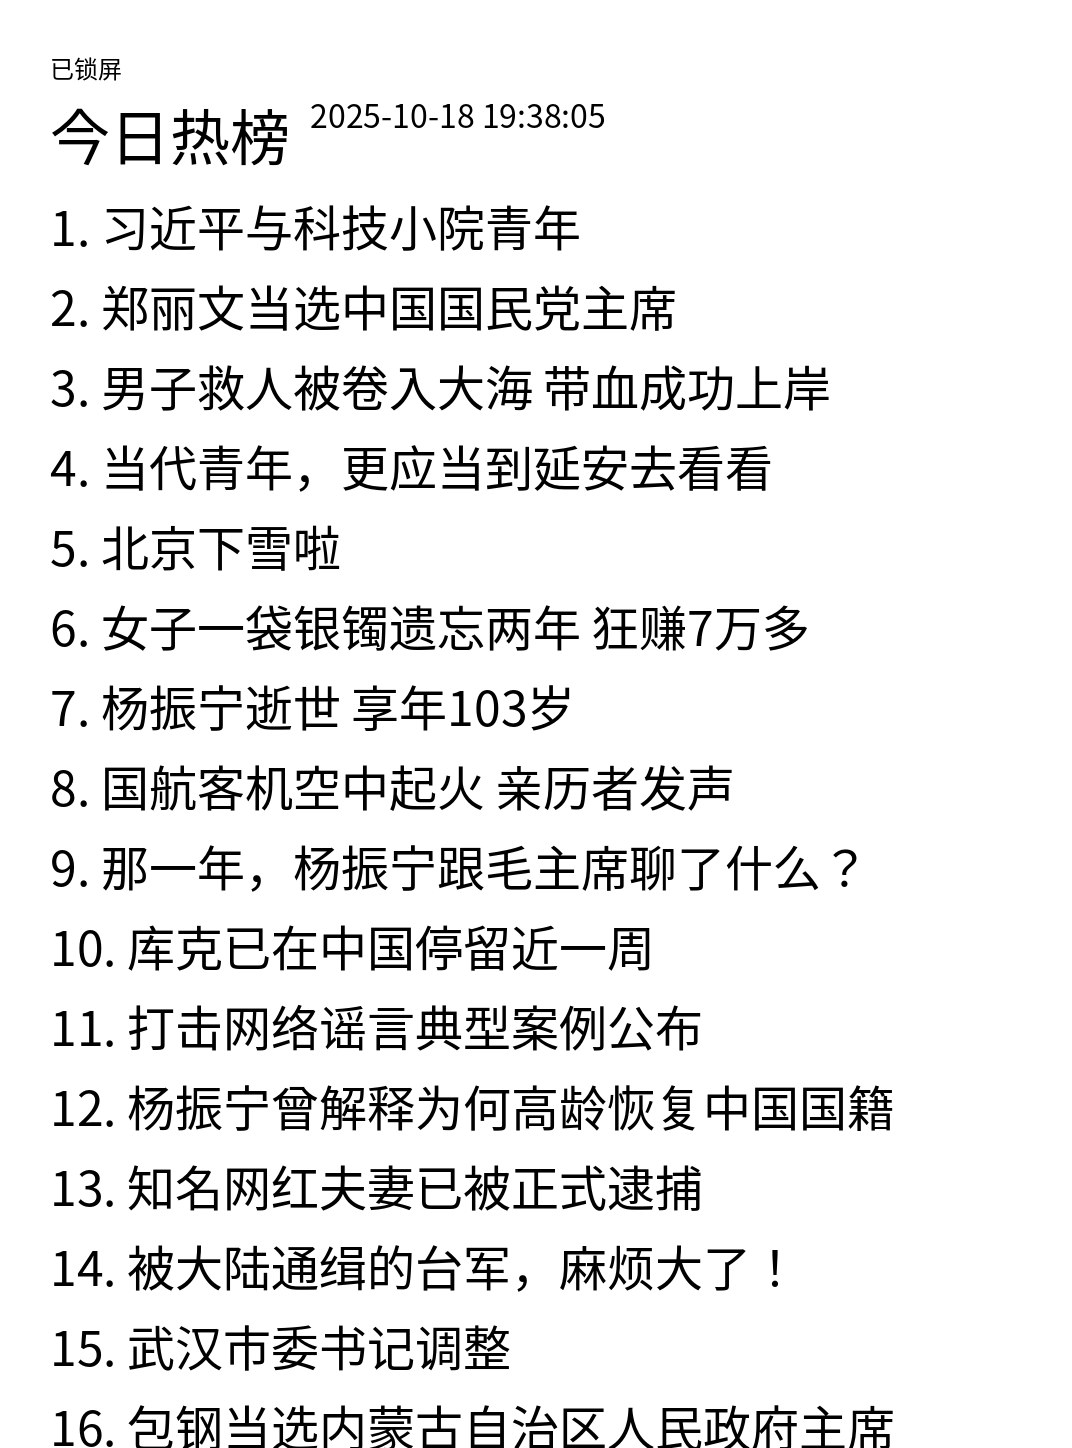 已锁屏
今日热榜 2025-10-18 19:38:05
1. 习近平与科技小院青年
2. 郑丽文当选中国国民党主席
3. 男子救人被卷入大海 带血成功上岸
4. 当代青年，更应当到延安去看看
5. 北京下雪啦
6. 女子一袋银镯遗忘两年 狂赚7万多
7. 杨振宁逝世 享年103岁
8. 国航客机空中起火 亲历者发声
9. 那一年，杨振宁跟毛主席聊了什么？
10. 库克已在中国停留近一周
11. 打击网络谣言典型案例公布
12. 杨振宁曾解释为何高龄恢复中国国籍
13. 知名网红夫妻已被正式逮捕
14. 被大陆通缉的台军，麻烦大了！
15. 武汉市委书记调整
16. 包钢当选内蒙古自治区人民政府主席